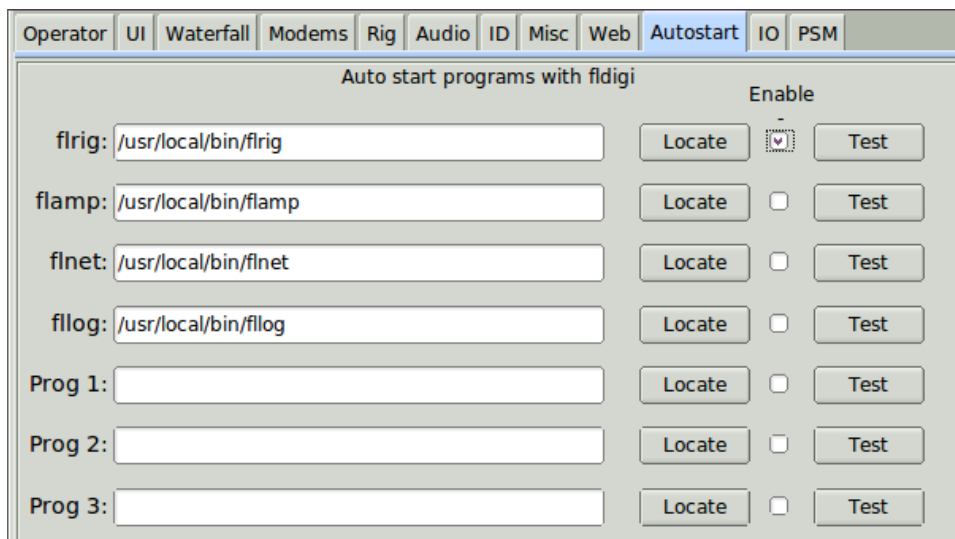 Operator UI Waterfall Modems Rig Audio ID Misc Web Autostart IO PSM
Auto start programs with fldigi
Enable
-
flrig: /usr/local/bin/flrig Locate Test
flamp: /usr/local/bin/flamp Locate Test
flnet: /usr/local/bin/flnet Locate Test
fllog: /usr/local/bin/fllog Locate Test
Prog 1: Locate Test
Prog 2: Locate Test
Prog 3: Locate Test